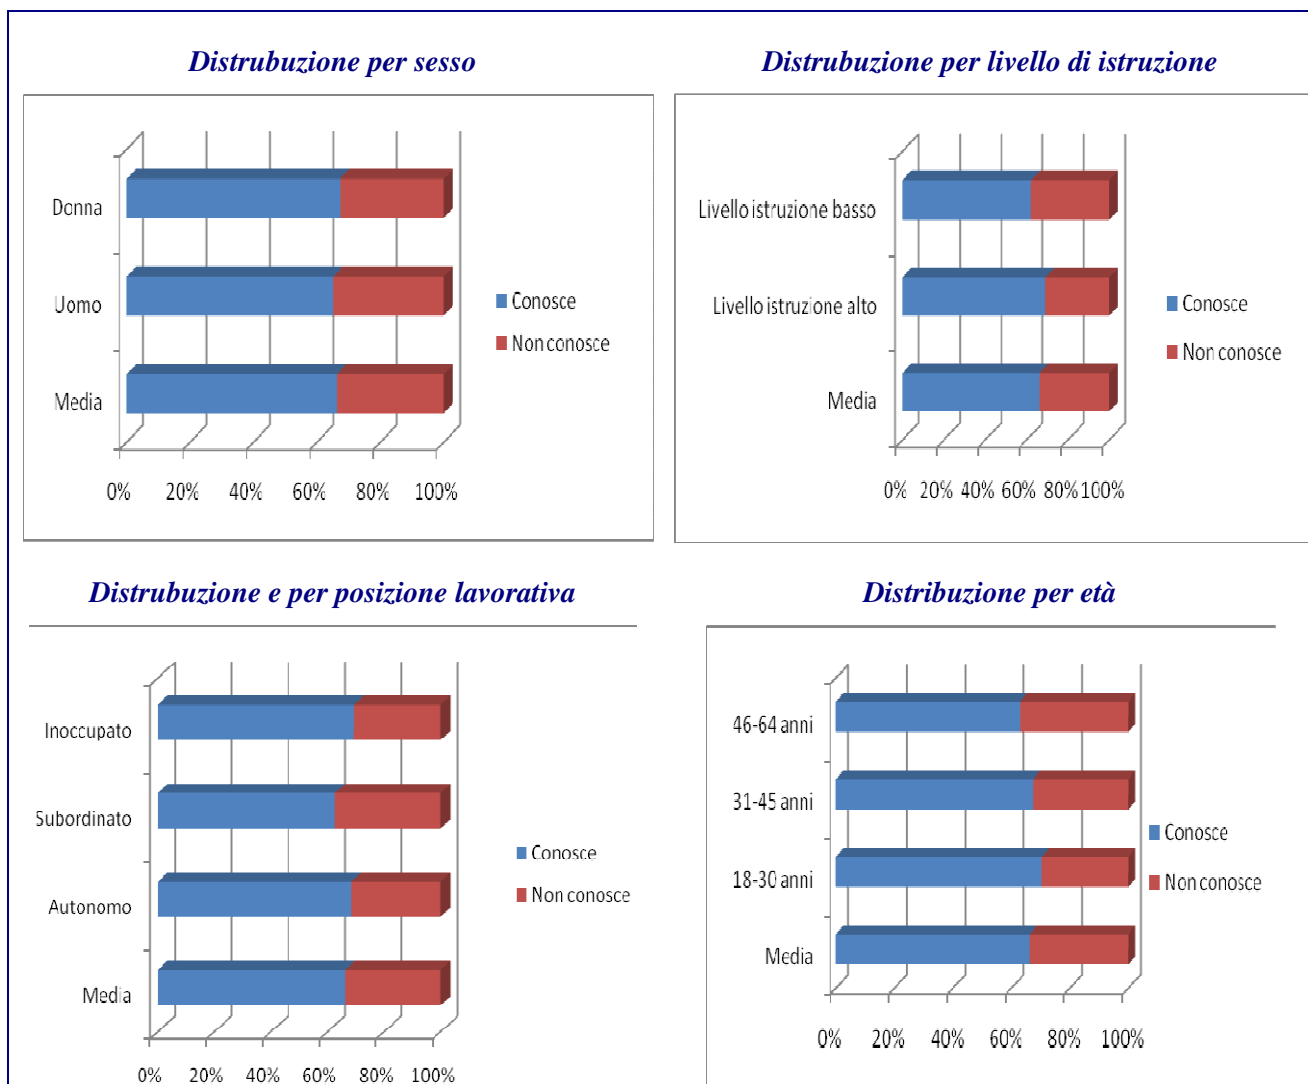 Distrubuzione per sesso
Donna
Uomo
Media
0% 20% 40% 60% 80% 100%
Conosce
Non conosce
Distrubuzione per livello di istruzione
Livello istruzione basso
Livello istruzione alto
Media
0% 20% 40% 60% 80% 100%
Conosce
Non conosce
Distrubuzione e per posizione lavorativa
Inoccupato
Subordinato
Autonomo
Media
0% 20% 40% 60% 80% 100%
Conosce
Non conosce
Distribuzione per età
46-64 anni
31-45 anni
18-30 anni
Media
0% 20% 40% 60% 80% 100%
Conosce
Non conosce